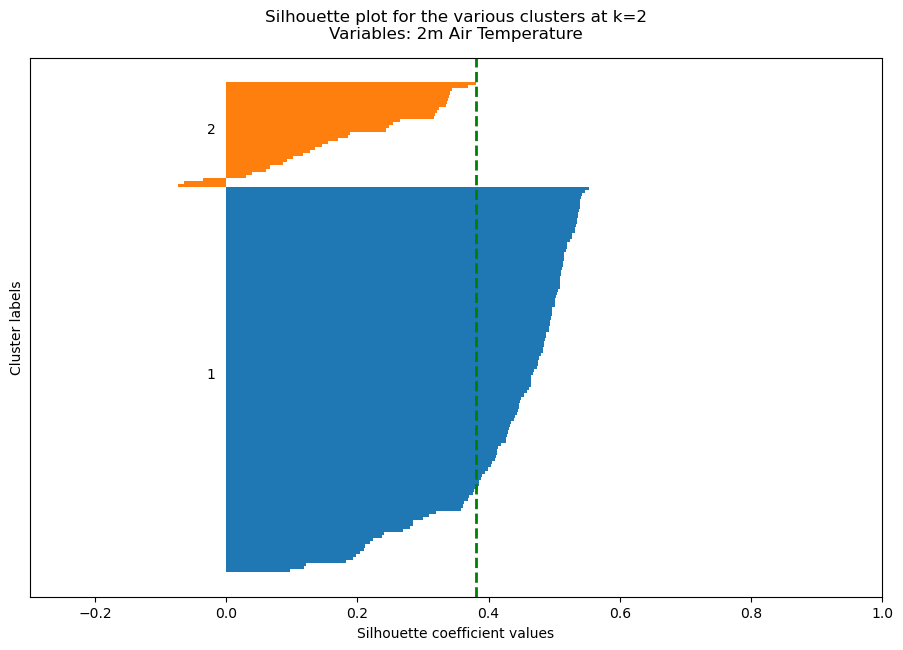 Silhouette plot for the various clusters at k=2
Variables: 2m Air Temperature
2
1
Cluster labels
−0.2 0.0 0.2 0.4 0.6 0.8 1.0
Silhouette coefficient values